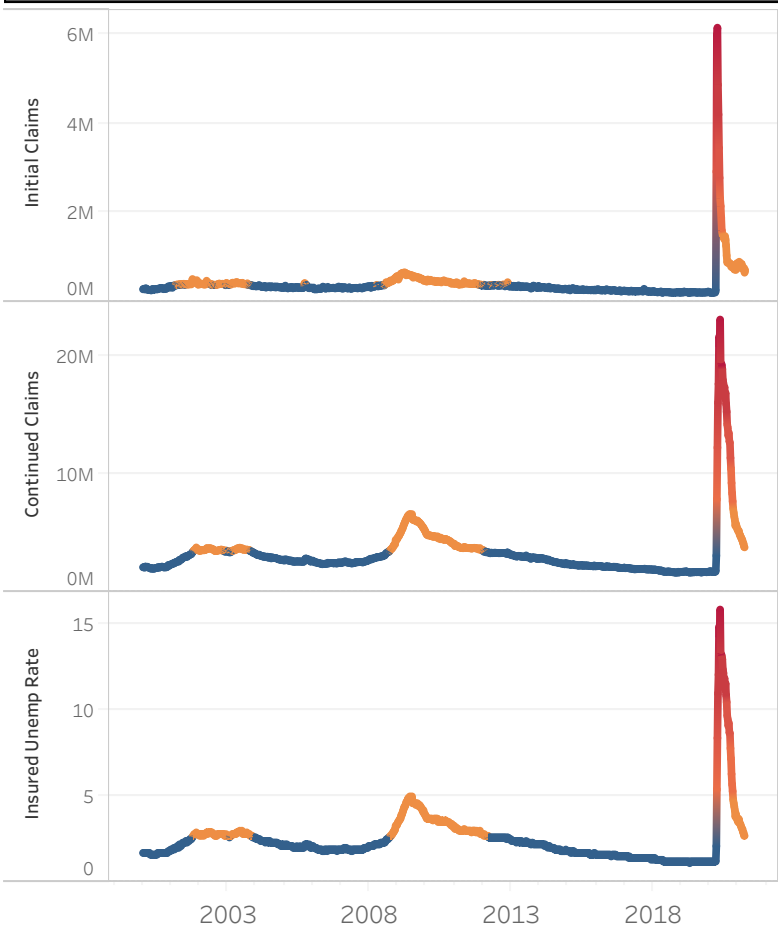 Initial Claims
6M
4M
2M
0M
Continued Claims
20M
10M
0M
Insured Unemp Rate
15
10
5
0
2003 2008 2013 2018